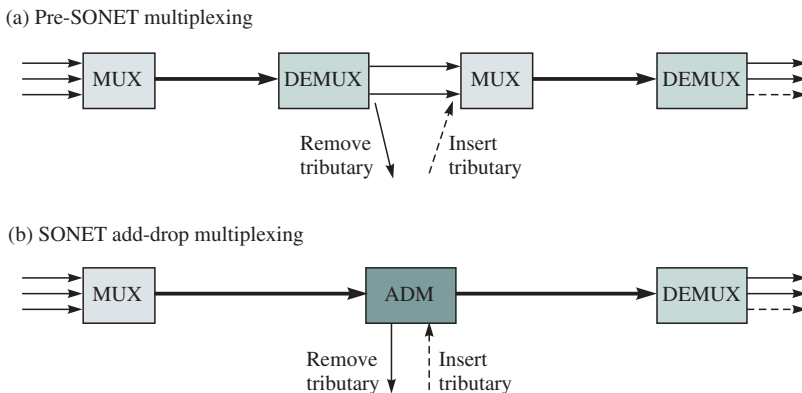 (a) Pre-SONET multiplexing
MUX
DEMUX
MUX
DEMUX
Remove
tributary
Insert
tributary
(b) SONET add-drop multiplexing
MUX
ADM
DEMUX
Remove
tributary
Insert
tributary